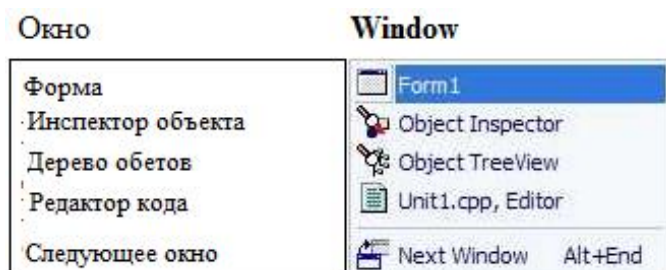 Окно Window
Форма Form1
Инспектор объекта Object Inspector
Дерево обетов Object TreeView
Редактор кода Unit1.cpp, Editor
Следующее окно Next Window Alt+End